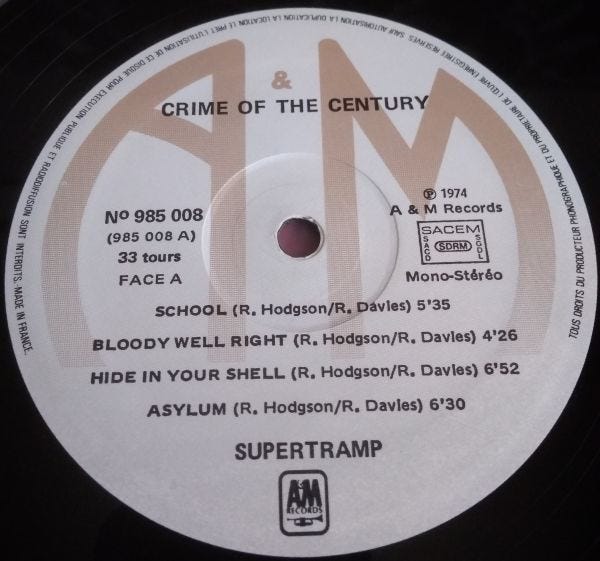 TOUS DROITS DU PRODUCTEUR PHONOGRAPHIQUE ET DU PROPRIETAIRE DE L'ŒUVRE ENREGISTREE RESERVES. SAUF AUTORISATION LA DUPLICATION LA LOCATION LE PRET L'UTILISATION DE CE DISQUE POUR EXECUTION PUBLIQUE ET RADIODIFFUSION SONT INTERDITS. MADE IN FRANCE.
A & M
CRIME OF THE CENTURY
Nº 985 008
(985 008 A)
33 tours
FACE A
℗ 1974
A & M Records
SACEM
SACD
SDRM
SGDL
Mono-Stéréo
SCHOOL (R. Hodgson/R. Davies) 5'35
BLOODY WELL RIGHT (R. Hodgson/R. Davies) 4'26
HIDE IN YOUR SHELL (R. Hodgson/R. Davies) 6'52
ASYLUM (R. Hodgson/R. Davies) 6'30
SUPERTRAMP
A&M
RECORDS